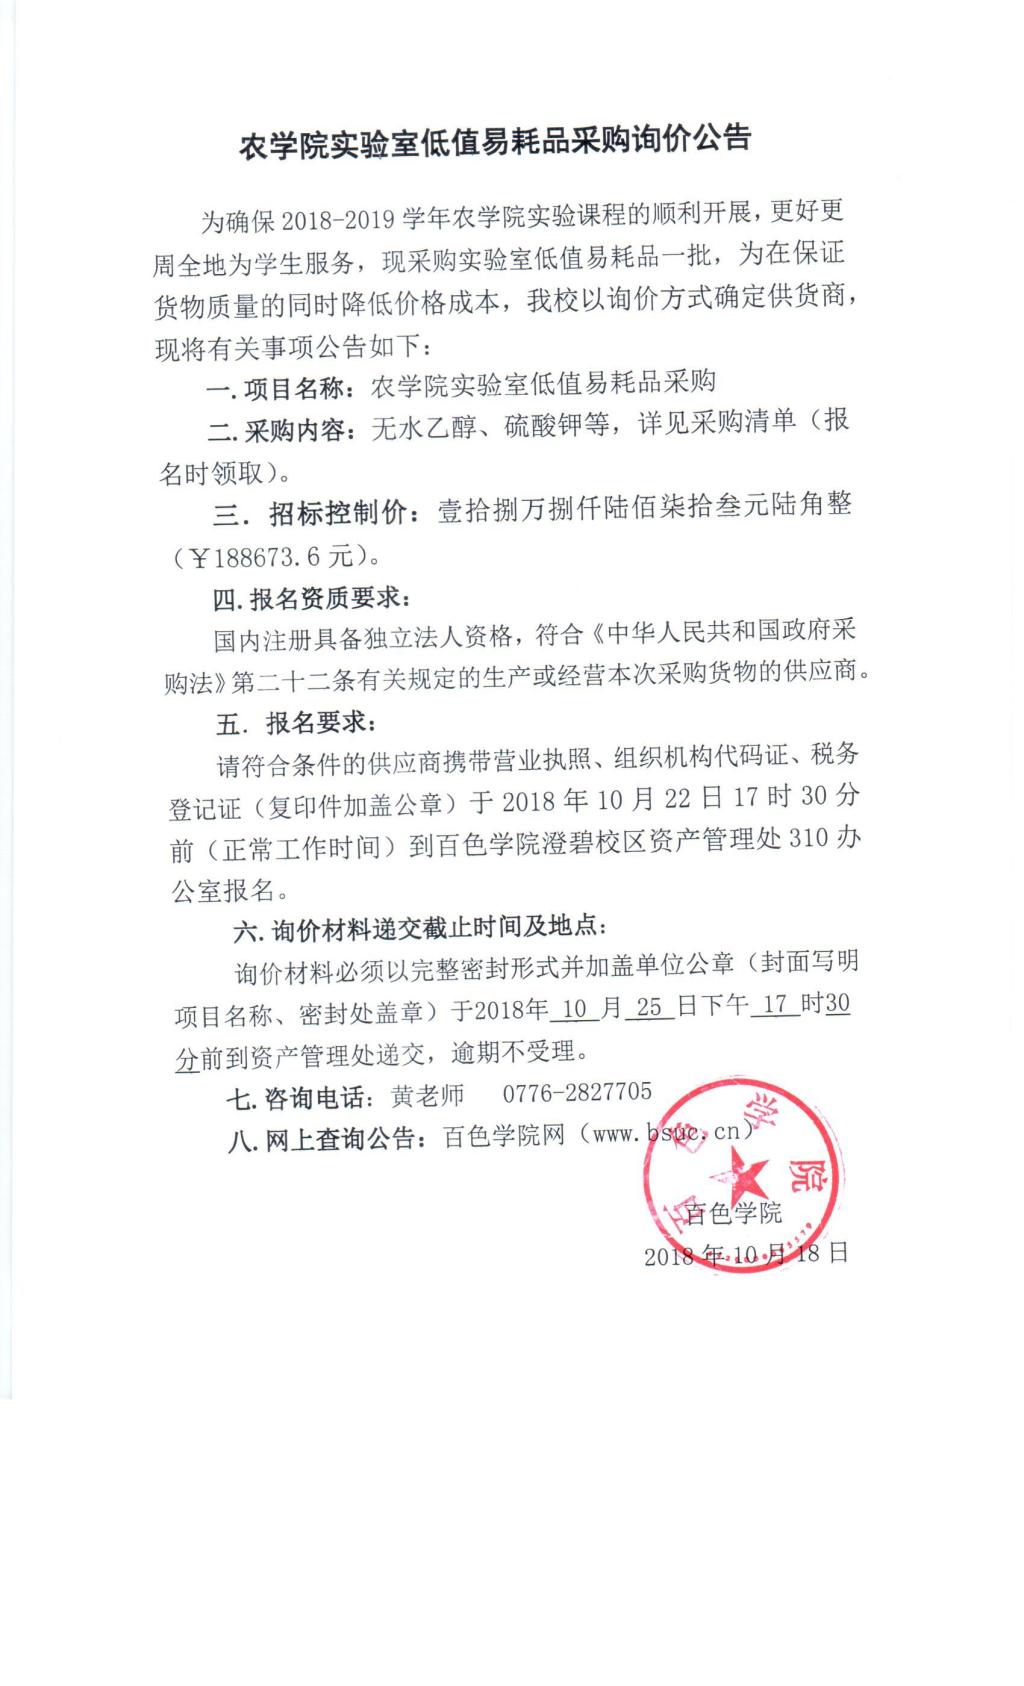 农学院实验室低值易耗品采购询价公告
为确保 2018-2019 学年农学院实验课程的顺利开展，更好更
周全地为学生服务，现采购实验室低值易耗品一批，为在保证
货物质量的同时降低价格成本，我校以询价方式确定供货商，
现将有关事项公告如下：
一.项目名称：农学院实验室低值易耗品采购
二.采购内容：无水乙醇、硫酸钾等，详见采购清单（报
名时领取）。
三．招标控制价：壹拾捌万捌仟陆佰柒拾叁元陆角整
（￥188673.6 元）。
四.报名资质要求：
国内注册具备独立法人资格，符合《中华人民共和国政府采
购法》第二十二条有关规定的生产或经营本次采购货物的供应商。
五．报名要求：
请符合条件的供应商携带营业执照、组织机构代码证、税务
登记证（复印件加盖公章）于 2018 年 10 月 22 日 17 时 30 分
前（正常工作时间）到百色学院澄碧校区资产管理处 310 办
公室报名。
六.询价材料递交截止时间及地点：
询价材料必须以完整密封形式并加盖单位公章（封面写明
项目名称、密封处盖章）于2018年 10 月 25 日下午 17 时30
分前到资产管理处递交，逾期不受理。
七.咨询电话：黄老师 0776-2827705
八.网上查询公告：百色学院网（www.bsuc.cn）
百色学院
百色学院
2018 年 10 月 18 日